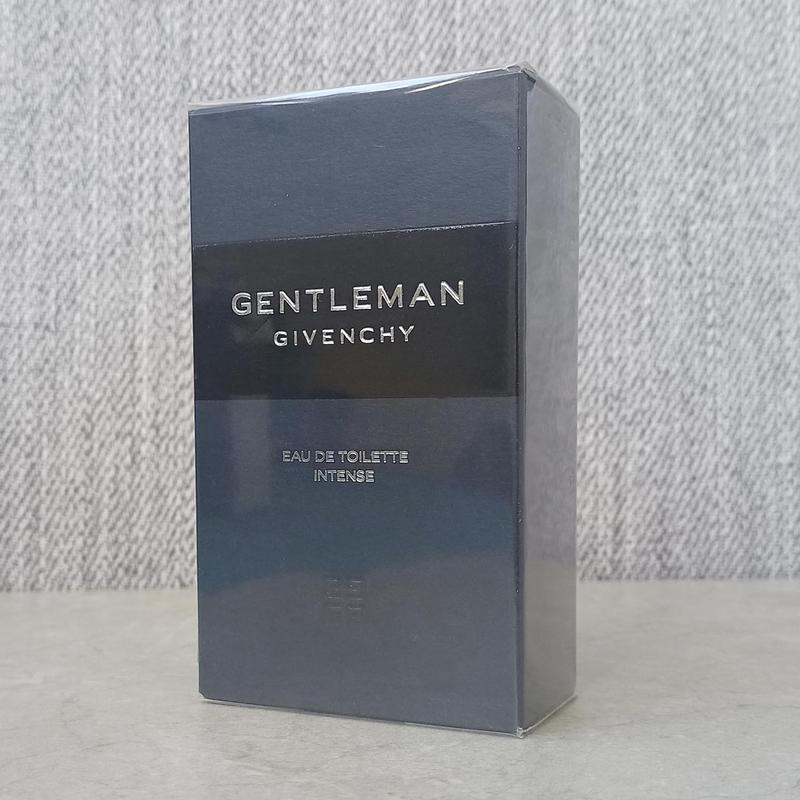 GENTLEMAN
GIVENCHY
EAU DE TOILETTE
INTENSE